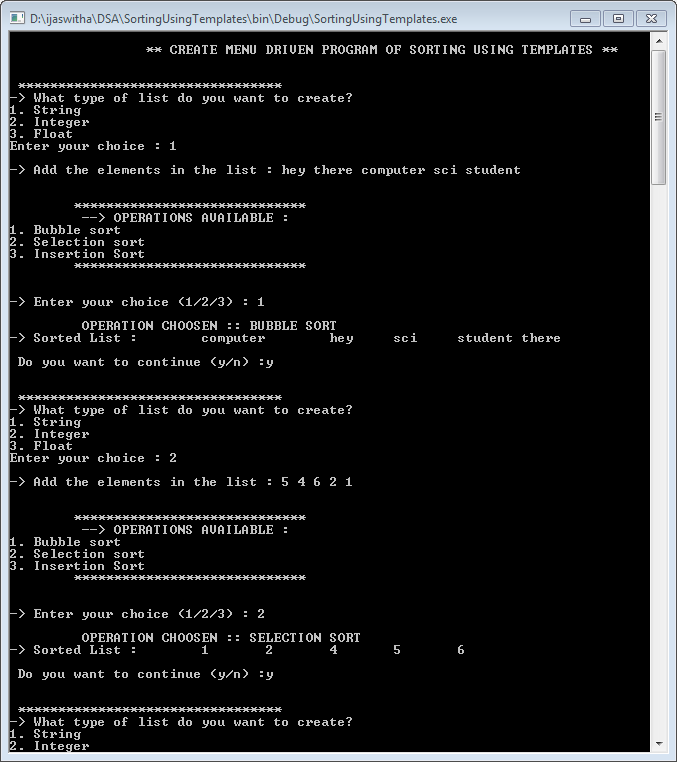 D:\ijaswitha\DSA\SortingUsingTemplates\bin\Debug\SortingUsingTemplates.exe
** CREATE MENU DRIVEN PROGRAM OF SORTING USING TEMPLATES **
*********************************
-> What type of list do you want to create?
1. String
2. Integer
3. Float
Enter your choice : 1
-> Add the elements in the list : hey there computer sci student
*****************************
--> OPERATIONS AVAILABLE :
1. Bubble sort
2. Selection sort
3. Insertion Sort
*****************************
-> Enter your choice (1/2/3) : 1
OPERATION CHOOSEN :: BUBBLE SORT
-> Sorted List : computer hey sci student there
Do you want to continue (y/n) :y
*********************************
-> What type of list do you want to create?
1. String
2. Integer
3. Float
Enter your choice : 2
-> Add the elements in the list : 5 4 6 2 1
*****************************
--> OPERATIONS AVAILABLE :
1. Bubble sort
2. Selection sort
3. Insertion Sort
*****************************
-> Enter your choice (1/2/3) : 2
OPERATION CHOOSEN :: SELECTION SORT
-> Sorted List : 1 2 4 5 6
Do you want to continue (y/n) :y
*********************************
-> What type of list do you want to create?
1. String
2. Integer